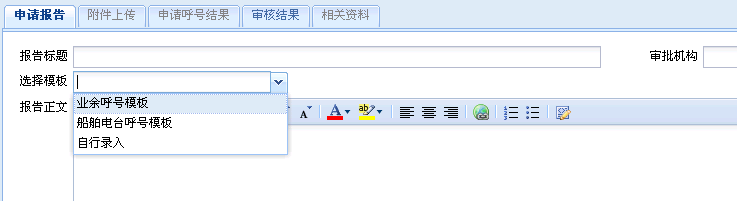 申请报告 附件上传 申请呼号结果 审核结果 相关资料
报告标题 审批机构
选择模板
业余呼号模板
报告正文
船舶电台呼号模板
自行录入